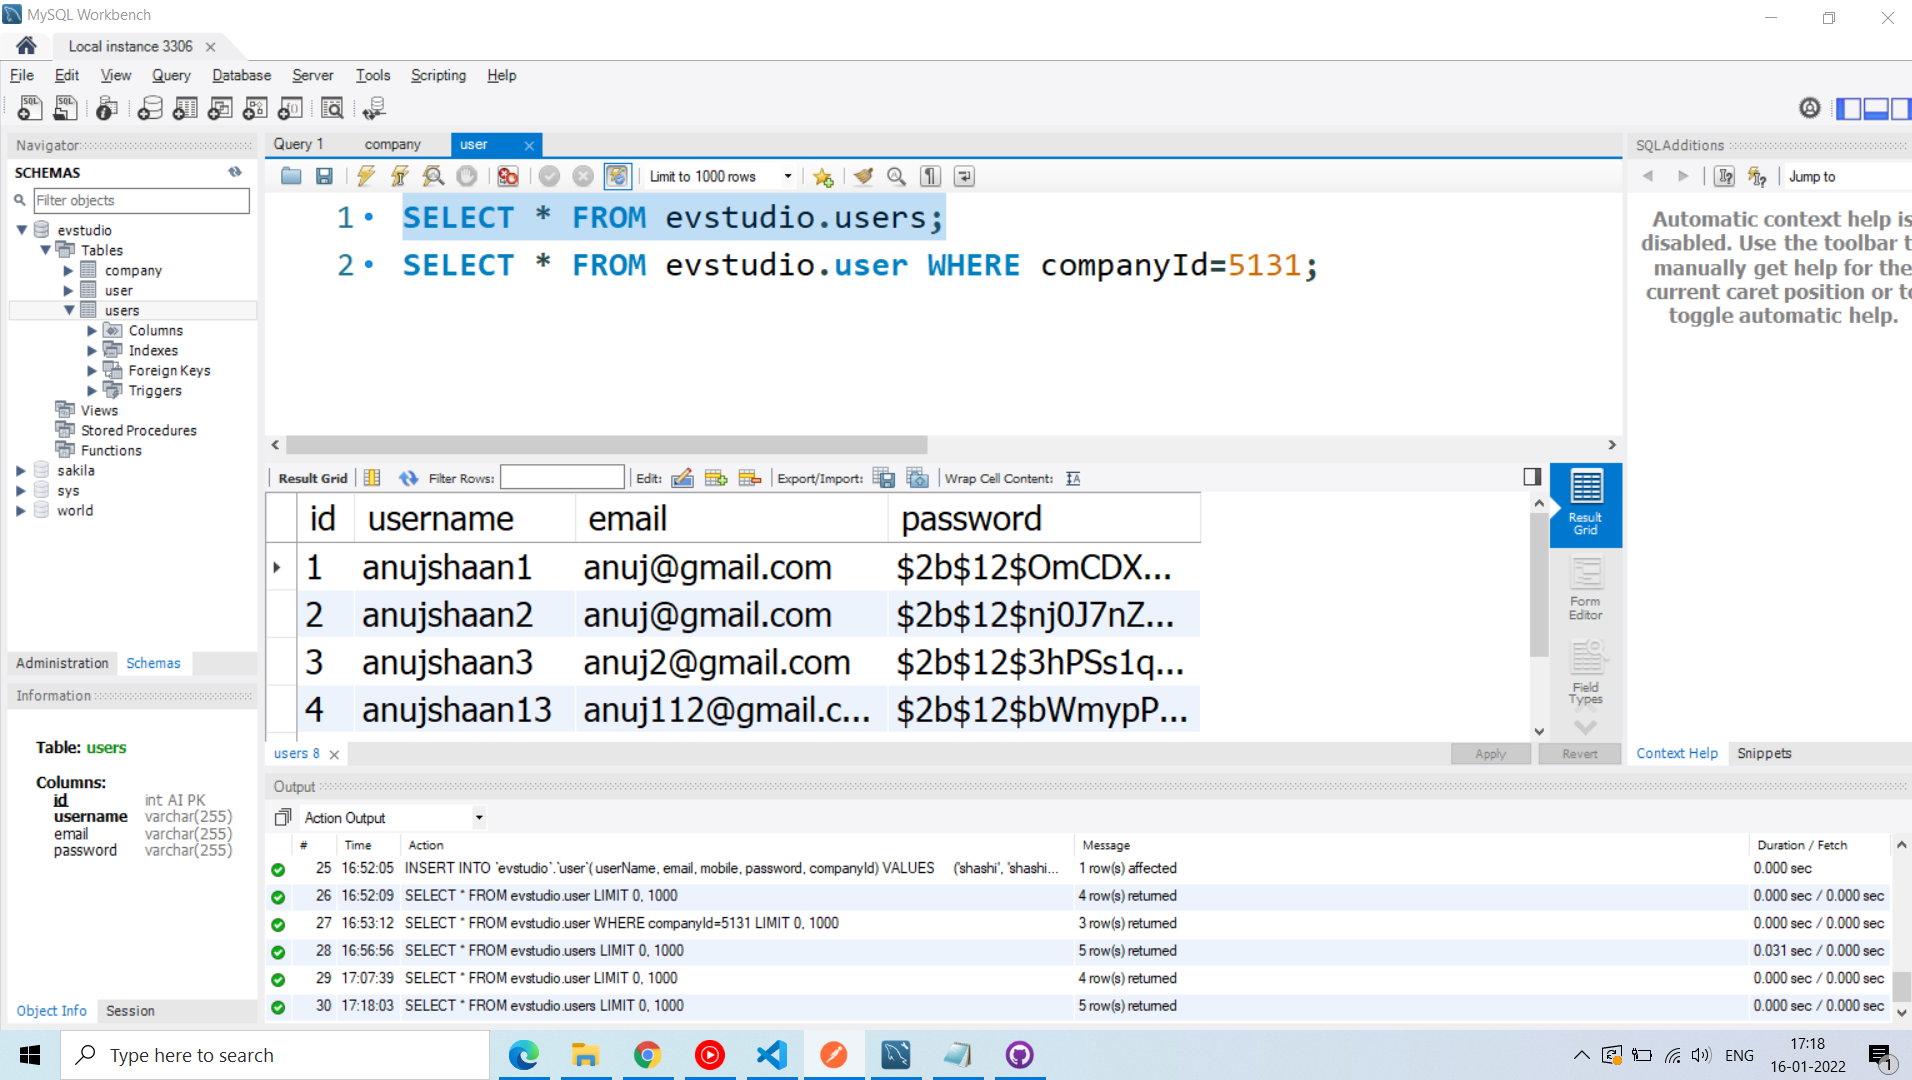 MySQL Workbench
Local instance 3306
File Edit View Query Database Server Tools Scripting Help
Navigator
SCHEMAS
Filter objects
evstudio
Tables
company
user
users
Columns
Indexes
Foreign Keys
Triggers
Views
Stored Procedures
Functions
sakila
sys
world
Administration Schemas
Information
Table: users
Columns:
id int AI PK
username varchar(255)
email varchar(255)
password varchar(255)
Object Info Session
Query 1 company user
Limit to 1000 rows
1 SELECT * FROM evstudio.users;
2 SELECT * FROM evstudio.user WHERE companyId=5131;
Result Grid Filter Rows: Edit: Export/Import: Wrap Cell Content:
id username email password
1 anujshaan1 anuj@gmail.com $2b$12$OmCDX...
2 anujshaan2 anuj@gmail.com $2b$12$nj0J7nZ...
3 anujshaan3 anuj2@gmail.com $2b$12$3hPSs1q...
4 anujshaan13 anuj112@gmail.c... $2b$12$bWmypP...
Result
Grid
Form
Editor
Field
Types
users 8 Apply Revert
SQLAdditions
Jump to
Automatic context help is
disabled. Use the toolbar t
manually get help for the
current caret position or to
toggle automatic help.
Context Help Snippets
Output
Action Output
# Time Action Message Duration / Fetch
25 16:52:05 INSERT INTO `evstudio`.`user`( userName, email, mobile, password, companyId) VALUES ('shashi', 'shashi... 1 row(s) affected 0.000 sec
26 16:52:09 SELECT * FROM evstudio.user LIMIT 0, 1000 4 row(s) returned 0.000 sec / 0.000 sec
27 16:53:12 SELECT * FROM evstudio.user WHERE companyId=5131 LIMIT 0, 1000 3 row(s) returned 0.000 sec / 0.000 sec
28 16:56:56 SELECT * FROM evstudio.users LIMIT 0, 1000 5 row(s) returned 0.031 sec / 0.000 sec
29 17:07:39 SELECT * FROM evstudio.user LIMIT 0, 1000 4 row(s) returned 0.000 sec / 0.000 sec
30 17:18:03 SELECT * FROM evstudio.users LIMIT 0, 1000 5 row(s) returned 0.000 sec / 0.000 sec
Type here to search
ENG
17:18
16-01-2022
1